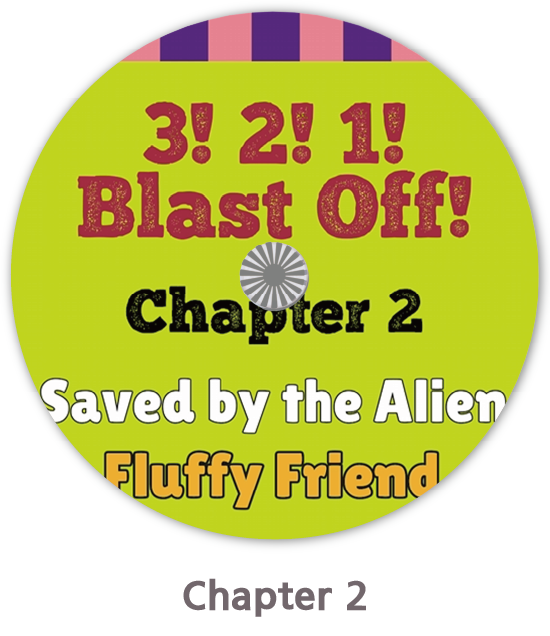 3! 2! 1!
Blast Off!
Chapter 2
Saved by the Alien
Fluffy Friend
Chapter 2